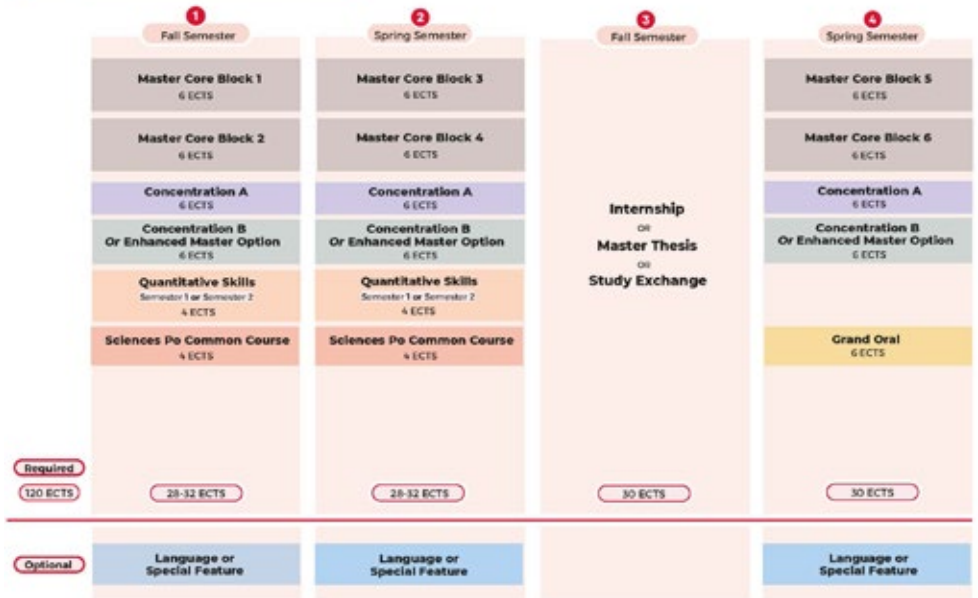 1
Fall Semester
Master Core Block 1
6 ECTS
Master Core Block 2
6 ECTS
Concentration A
6 ECTS
Concentration B
Or Enhanced Master Option
6 ECTS
Quantitative Skills
Semester 1 or Semester 2
4 ECTS
Sciences Po Common Course
4 ECTS
28-32 ECTS
Language or
Special Feature
2
Spring Semester
Master Core Block 3
6 ECTS
Master Core Block 4
6 ECTS
Concentration A
6 ECTS
Concentration B
Or Enhanced Master Option
6 ECTS
Quantitative Skills
Semester 1 or Semester 2
4 ECTS
Sciences Po Common Course
4 ECTS
28-32 ECTS
Language or
Special Feature
3
Fall Semester
Internship
OR
Master Thesis
OR
Study Exchange
30 ECTS
4
Spring Semester
Master Core Block 5
6 ECTS
Master Core Block 6
6 ECTS
Concentration A
6 ECTS
Concentration B
Or Enhanced Master Option
6 ECTS
Grand Oral
6 ECTS
30 ECTS
Language or
Special Feature
Required
120 ECTS
Optional